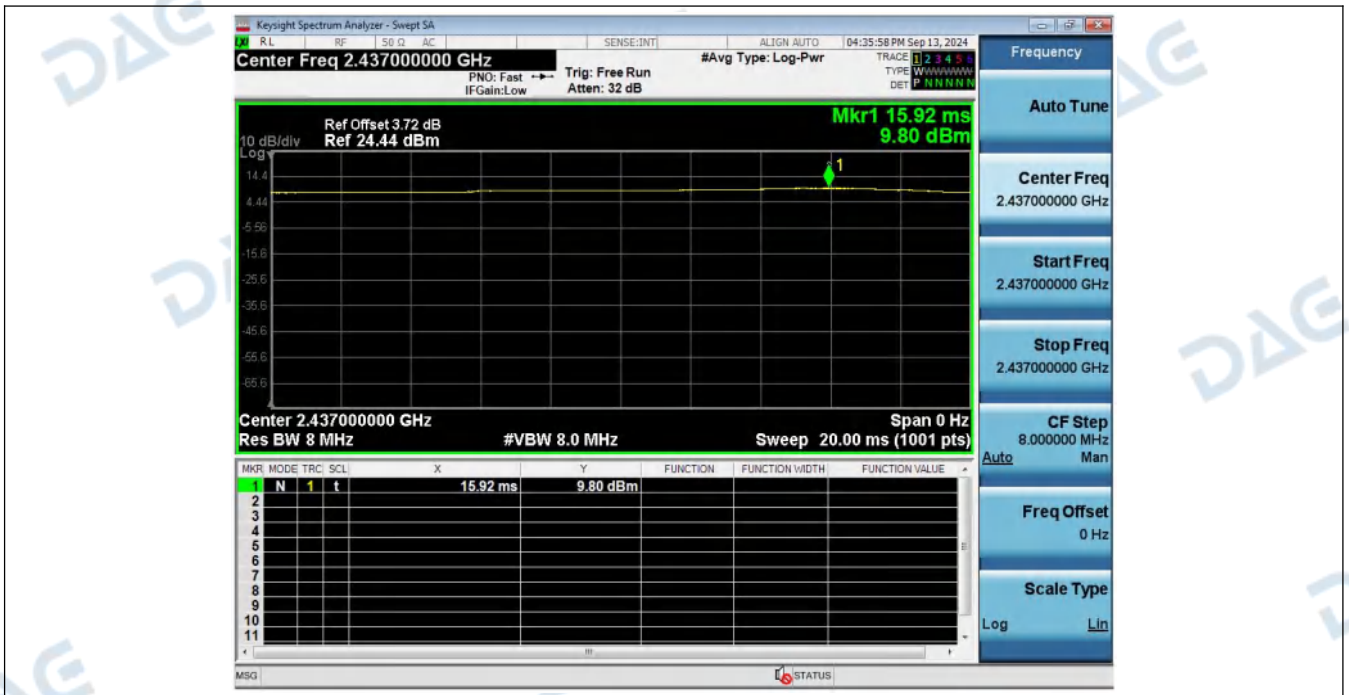 Keysight Spectrum Analyzer - Swept SA
LXI RL RF 50 Ω AC SENSE:INT ALIGN AUTO 04:35:58 PM Sep 13, 2024
Center Freq 2.437000000 GHz #Avg Type: Log-Pwr TRACE 1 2 3 4 5 6
PNO: Fast Trig: Free Run TYPE WWWWWWW
IFGain:Low Atten: 32 dB DET P N N N N N
Mkr1 15.92 ms
Ref Offset 3.72 dB
10 dB/div Ref 24.44 dBm 9.80 dBm
Log
1
14.4
4.44
-5.56
-15.6
-25.6
-35.6
-45.6
-55.6
-65.6
Center 2.437000000 GHz Span 0 Hz
Res BW 8 MHz #VBW 8.0 MHz Sweep 20.00 ms (1001 pts)
MKR MODE TRC SCL X Y FUNCTION FUNCTION WIDTH FUNCTION VALUE
1 N 1 t 15.92 ms 9.80 dBm
2
3
4
5
6
7
8
9
10
11
MSG STATUS
Frequency
Auto Tune
Center Freq
2.437000000 GHz
Start Freq
2.437000000 GHz
Stop Freq
2.437000000 GHz
CF Step
8.000000 MHz
Auto Man
Freq Offset
0 Hz
Scale Type
Log Lin
DAG
DAG
DAG